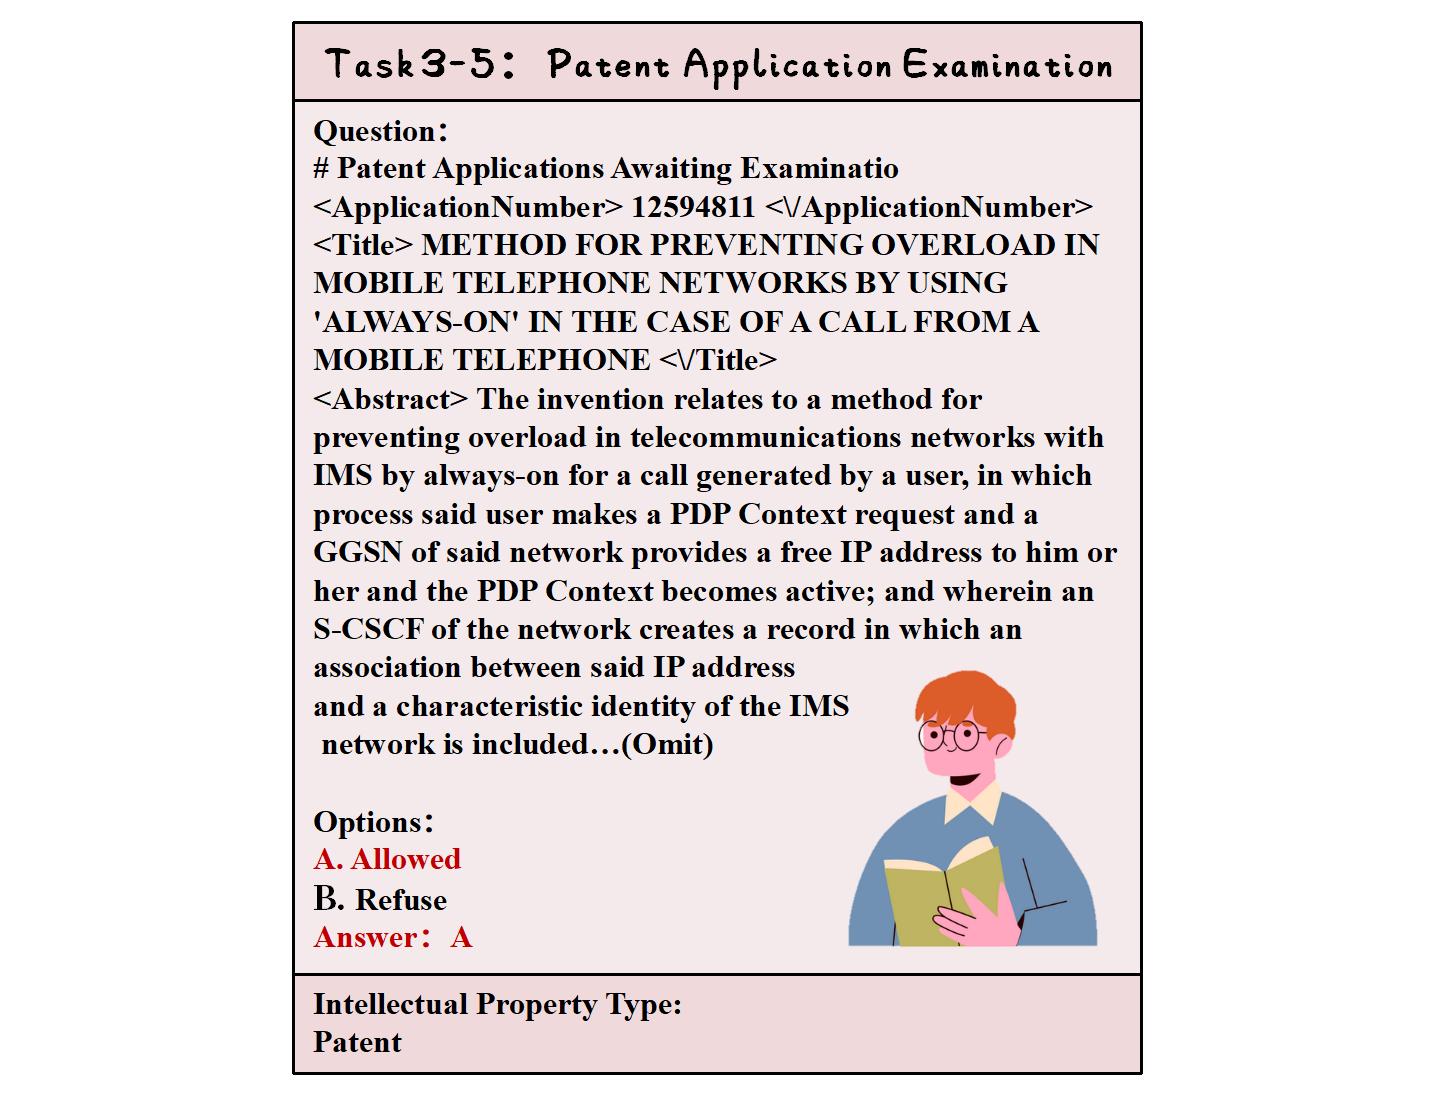 Task3-5： Patent Application Examination
Question：
# Patent Applications Awaiting Examinatio
<ApplicationNumber> 12594811 <\/ApplicationNumber>
<Title> METHOD FOR PREVENTING OVERLOAD IN
MOBILE TELEPHONE NETWORKS BY USING
'ALWAYS-ON' IN THE CASE OF A CALL FROM A
MOBILE TELEPHONE <\/Title>
<Abstract> The invention relates to a method for
preventing overload in telecommunications networks with
IMS by always-on for a call generated by a user, in which
process said user makes a PDP Context request and a
GGSN of said network provides a free IP address to him or
her and the PDP Context becomes active; and wherein an
S-CSCF of the network creates a record in which an
association between said IP address
and a characteristic identity of the IMS
network is included…(Omit)
Options：
A. Allowed
B. Refuse
Answer：A
Intellectual Property Type:
Patent